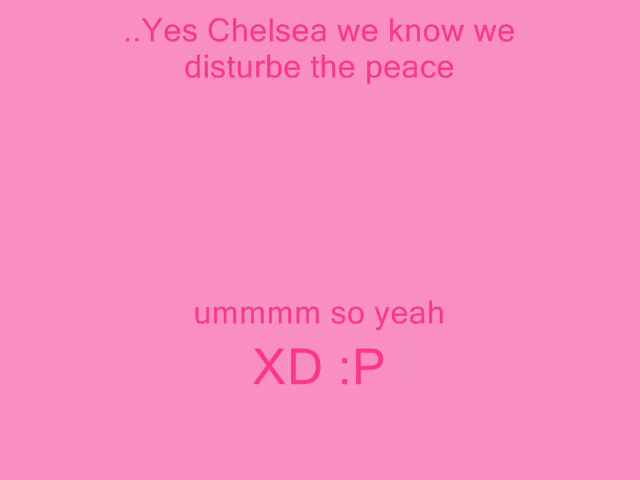 ..Yes Chelsea we know we
disturbe the peace
ummmm so yeah
XD :P